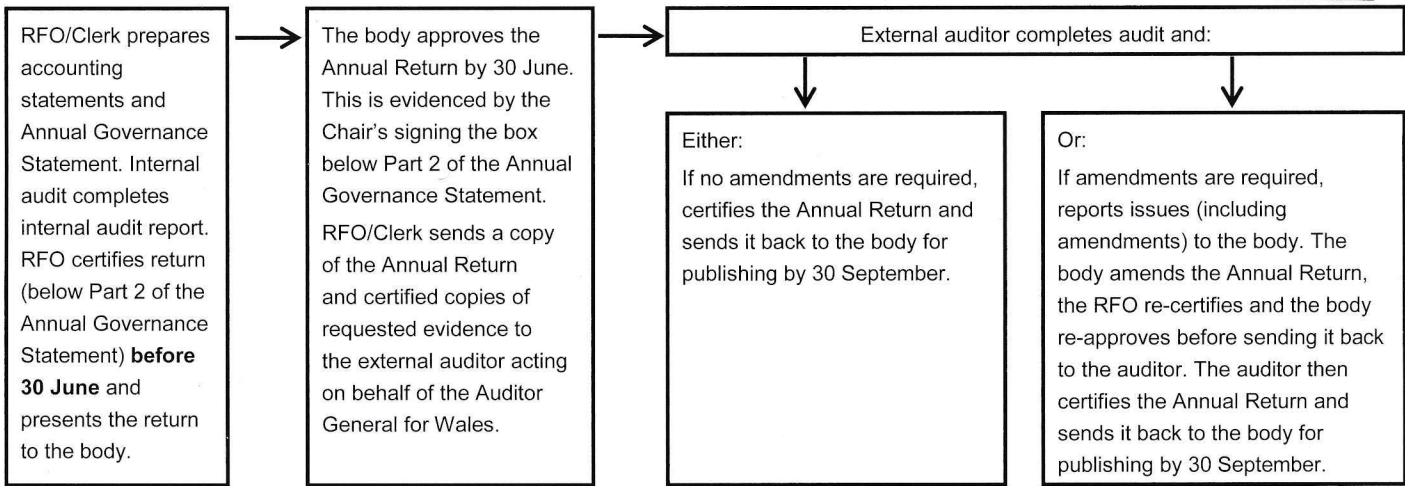 RFO/Clerk prepares
accounting
statements and
Annual Governance
Statement. Internal
audit completes
internal audit report.
RFO certifies return
(below Part 2 of the
Annual Governance
Statement) before
30 June and
presents the return
to the body.
The body approves the
Annual Return by 30 June.
This is evidenced by the
Chair's signing the box
below Part 2 of the Annual
Governance Statement.
RFO/Clerk sends a copy
of the Annual Return
and certified copies of
requested evidence to
the external auditor acting
on behalf of the Auditor
General for Wales.
External auditor completes audit and:
Either:
If no amendments are required,
certifies the Annual Return and
sends it back to the body for
publishing by 30 September.
Or:
If amendments are required,
reports issues (including
amendments) to the body. The
body amends the Annual Return,
the RFO re-certifies and the body
re-approves before sending it back
to the auditor. The auditor then
certifies the Annual Return and
sends it back to the body for
publishing by 30 September.